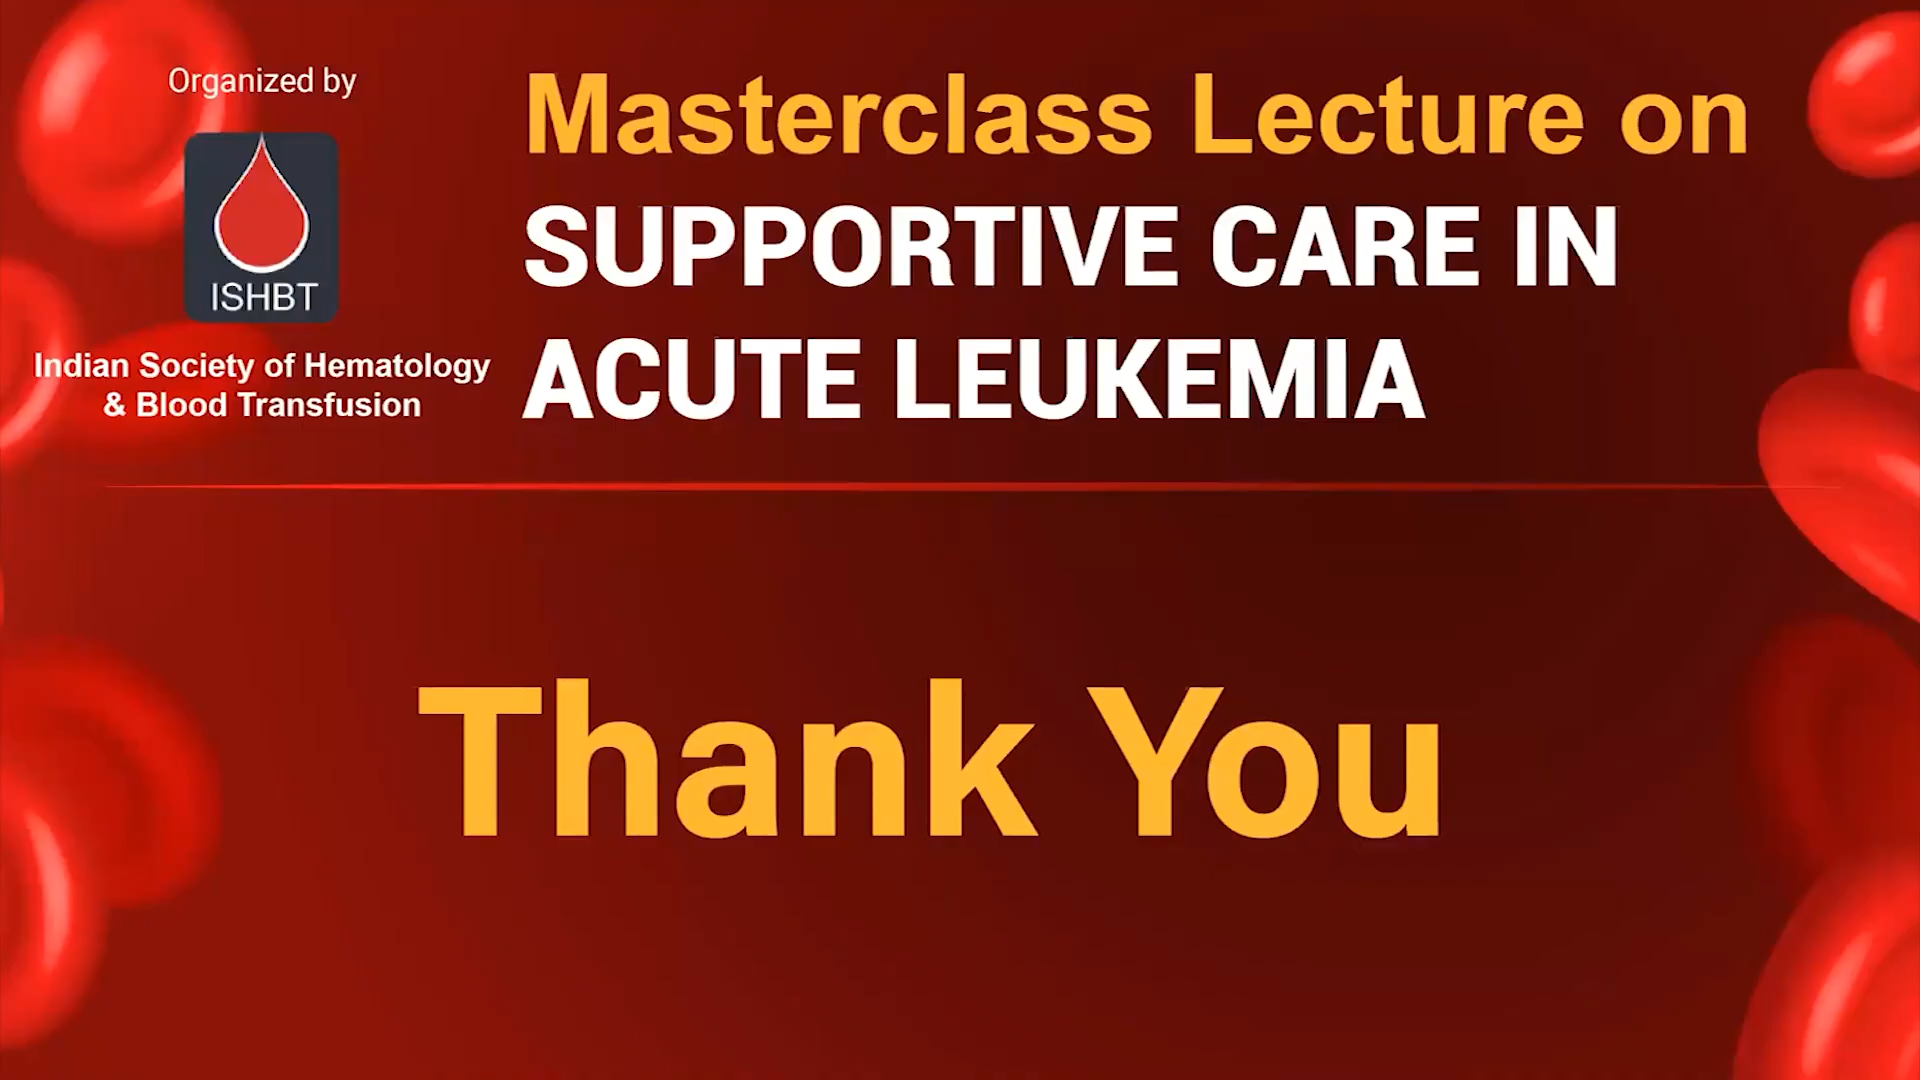 Organized by
ISHBT
Indian Society of Hematology
& Blood Transfusion
Masterclass Lecture on
SUPPORTIVE CARE IN
ACUTE LEUKEMIA
Thank You